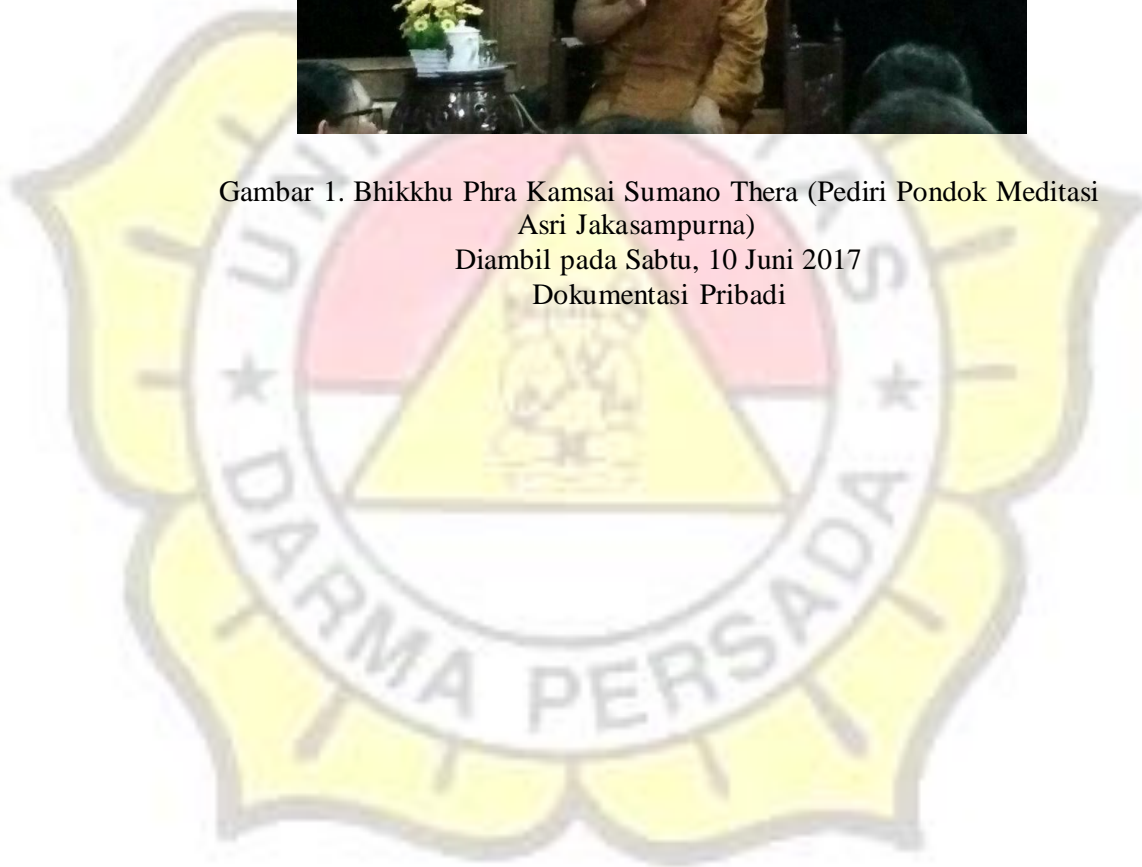 Gambar 1. Bhikkhu Phra Kamsai Sumano Thera (Pediri Pondok Meditasi
Asri Jakasampurna)
Diambil pada Sabtu, 10 Juni 2017
Dokumentasi Pribadi
DARMA PERSADA